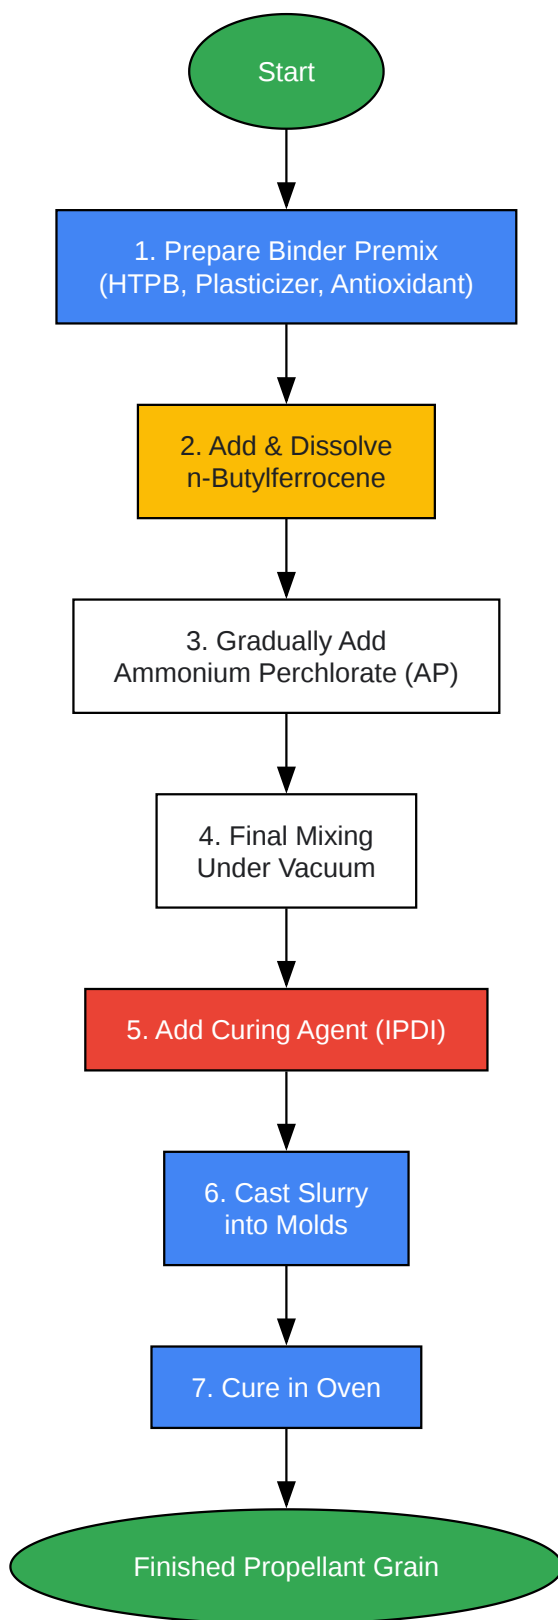 Start
1. Prepare Binder Premix
(HTPB, Plasticizer, Antioxidant)
2. Add & Dissolve
n-Butylferrocene
3. Gradually Add
Ammonium Perchlorate (AP)
4. Final Mixing
Under Vacuum
5. Add Curing Agent (IPDI)
6. Cast Slurry
into Molds
7. Cure in Oven
Finished Propellant Grain